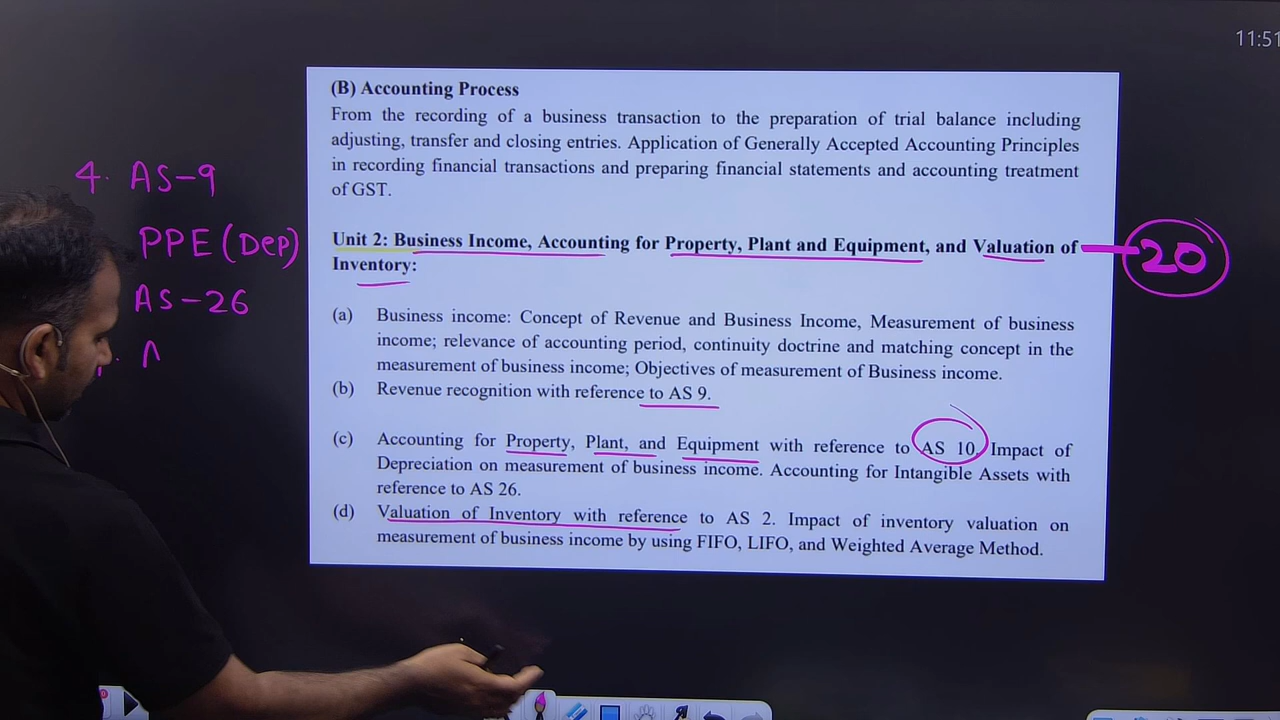 11:51
(B) Accounting Process
From the recording of a business transaction to the preparation of trial balance including
adjusting, transfer and closing entries. Application of Generally Accepted Accounting Principles
in recording financial transactions and preparing financial statements and accounting treatment
of GST.
4. AS-9
PPE (Dep)
AS-26
Unit 2: Business Income, Accounting for Property, Plant and Equipment, and Valuation of
Inventory:
20
(a) Business income: Concept of Revenue and Business Income, Measurement of business
income; relevance of accounting period, continuity doctrine and matching concept in the
measurement of business income; Objectives of measurement of Business income.
(b) Revenue recognition with reference to AS 9.
(c) Accounting for Property, Plant, and Equipment with reference to AS 10. Impact of
Depreciation on measurement of business income. Accounting for Intangible Assets with
reference to AS 26.
(d) Valuation of Inventory with reference to AS 2. Impact of inventory valuation on
measurement of business income by using FIFO, LIFO, and Weighted Average Method.